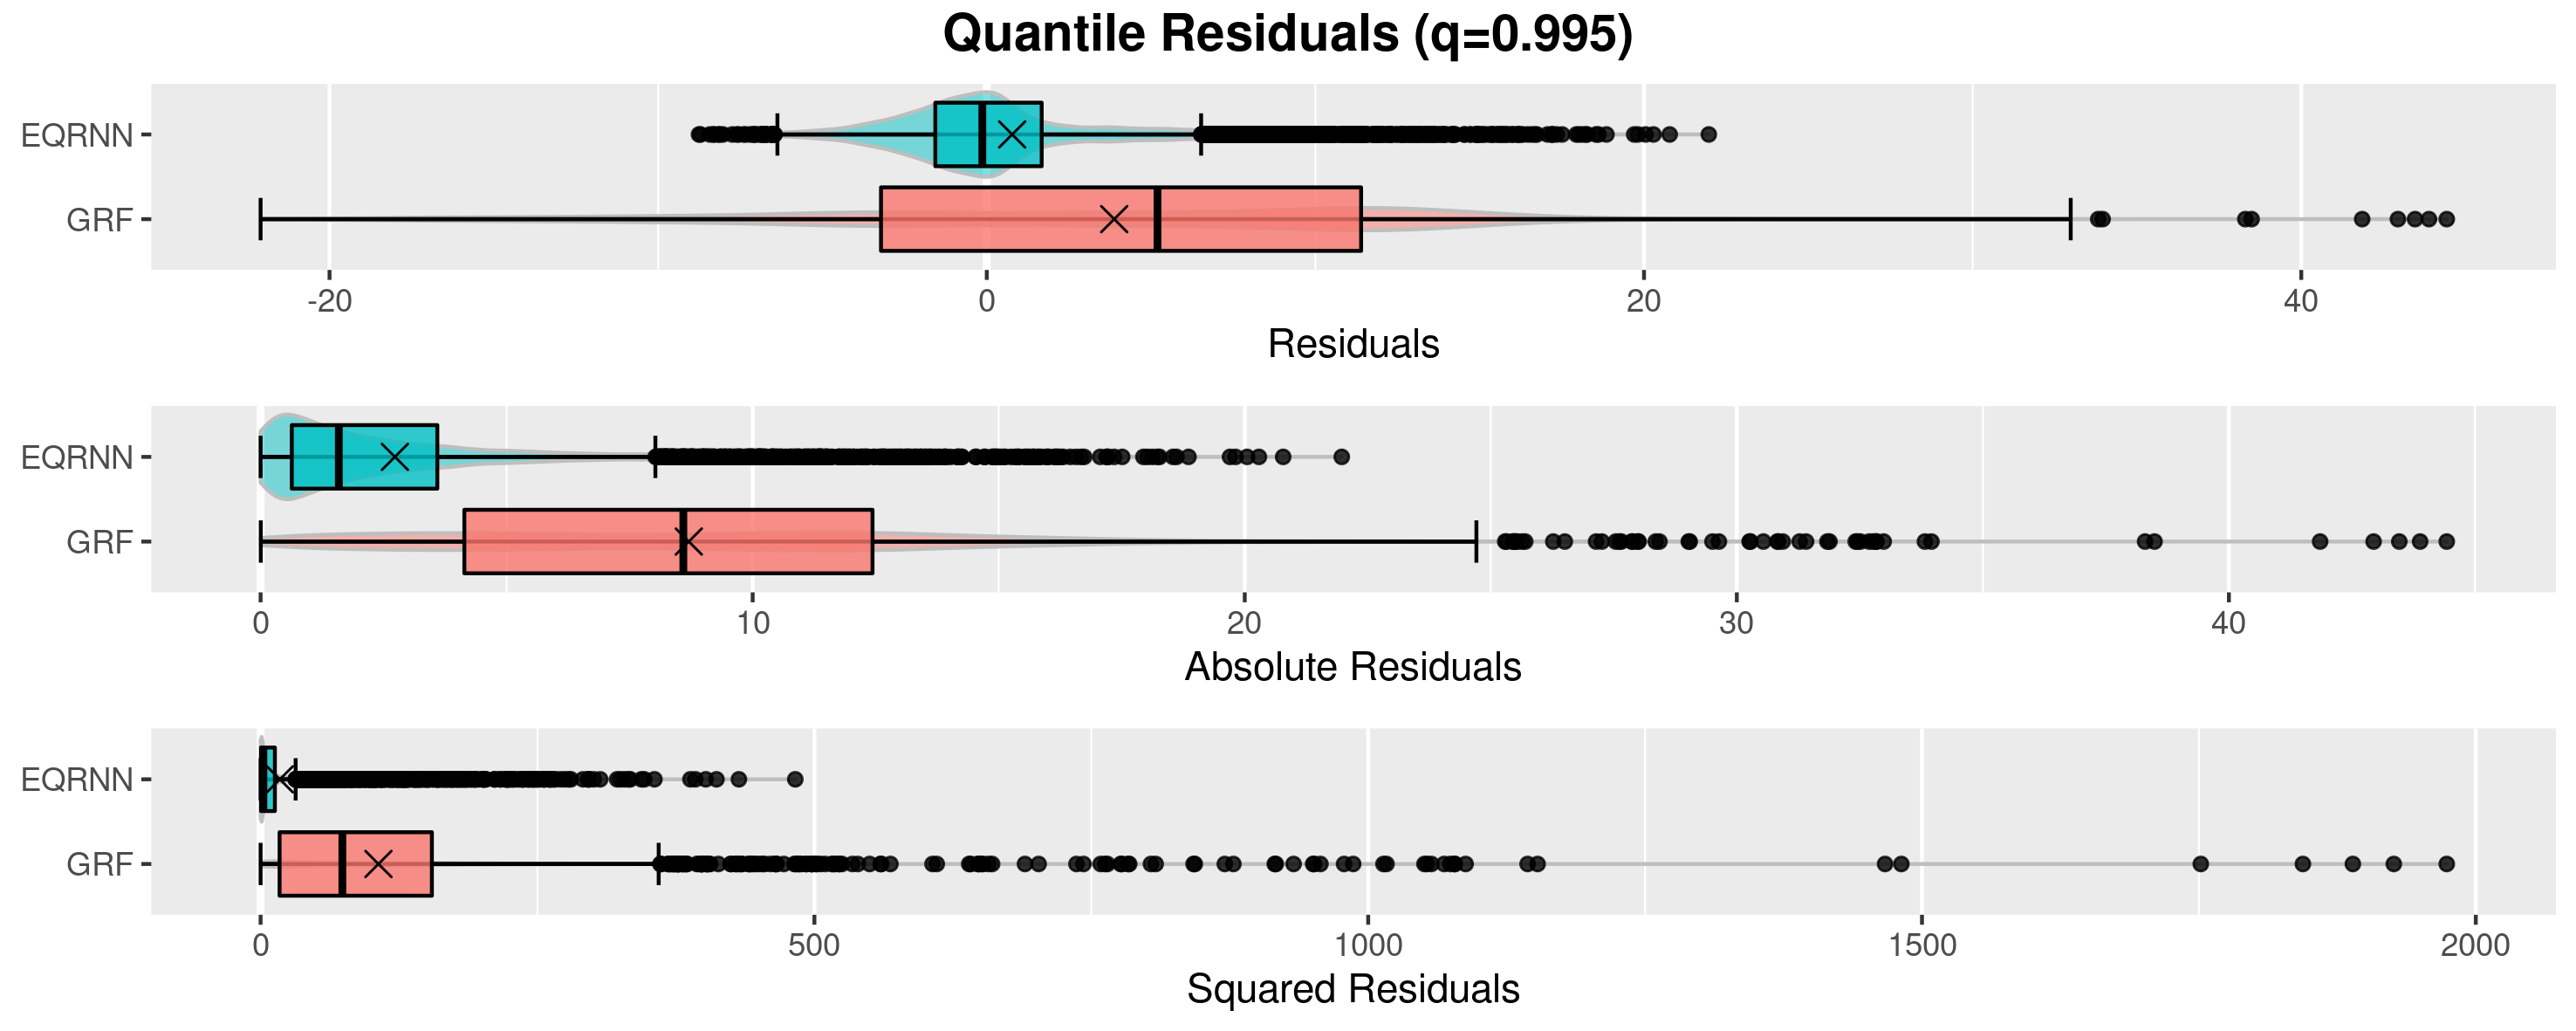 Quantile Residuals (q=0.995)
EQRNN
GRF
-20 0 20 40
Residuals
EQRNN
GRF
0 10 20 30 40
Absolute Residuals
EQRNN
GRF
0 500 1000 1500 2000
Squared Residuals